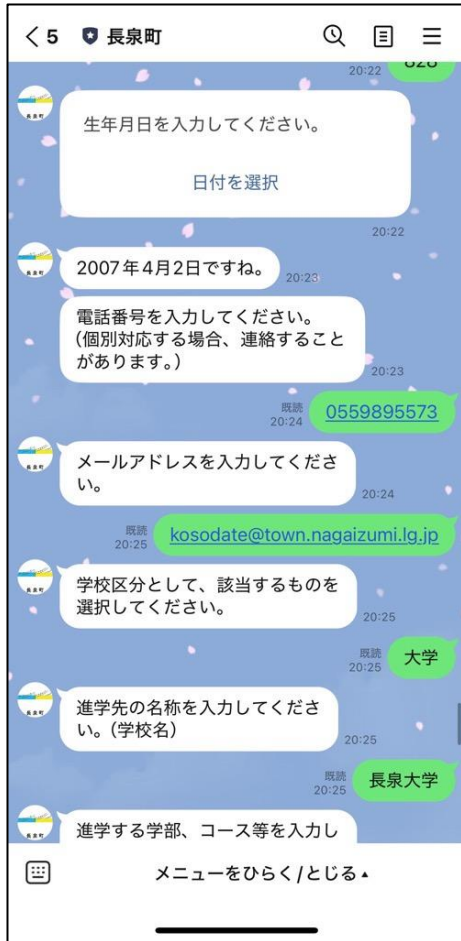 5 長泉町
20:22 828
生年月日を入力してください。
日付を選択
20:22
2007年4月2日ですね。
20:23
電話番号を入力してください。
(個別対応する場合、連絡すること
があります。)
20:23
既読
20:24 0559895573
メールアドレスを入力してくださ
い。
20:24
既読
20:25 kosodate@town.nagaizumi.lg.jp
学校区分として、該当するものを
選択してください。
20:25
既読
20:25 大学
進学先の名称を入力してくださ
い。(学校名)
20:25
既読
20:25 長泉大学
進学する学部、コース等を入力し
メニューをひらく/とじる▲